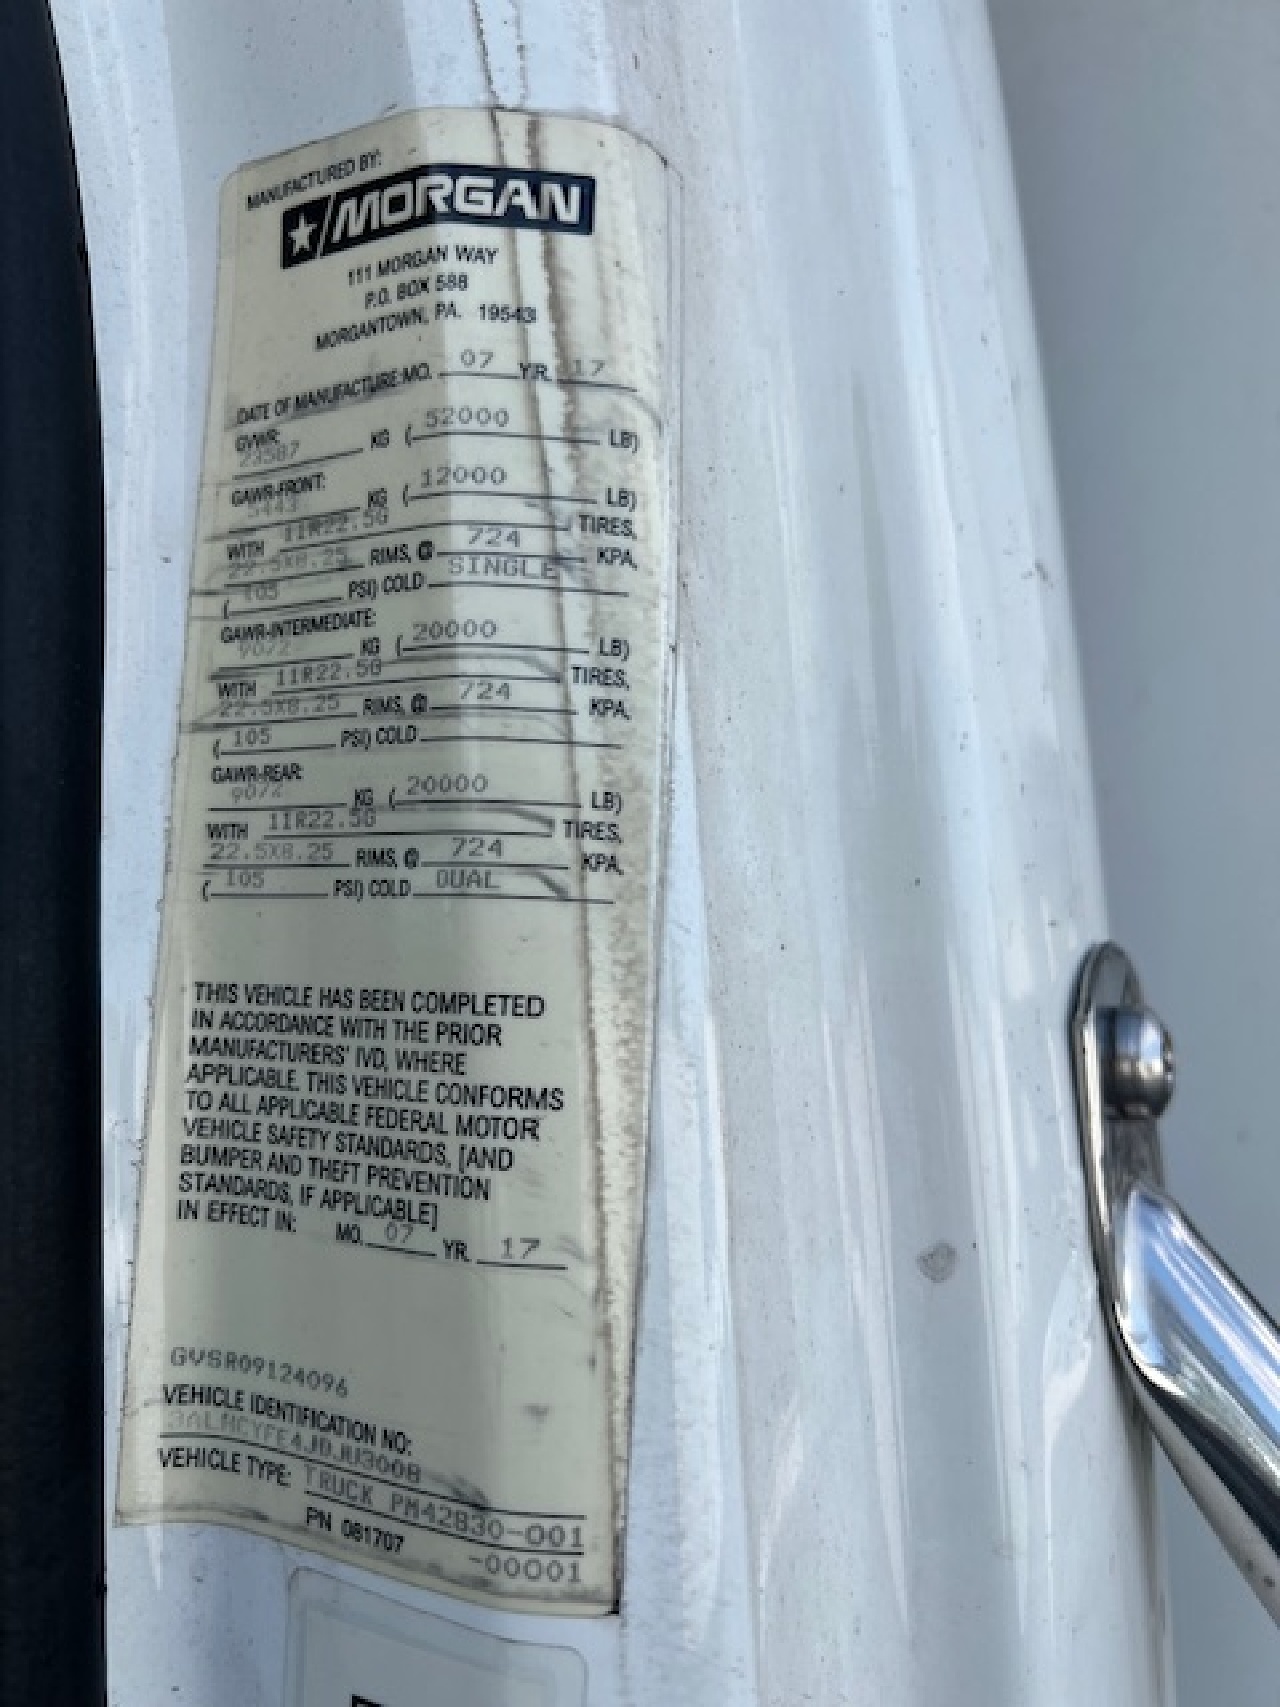 MANUFACTURED BY:
MORGAN
111 MORGAN WAY
P.O. BOX 588
MORGANTOWN, PA. 19543
DATE OF MANUFACTURE: MO. 07 YR. 17
GVWR:
23587 KG ( 52000 LB)
GAWR-FRONT:
5443 KG ( 12000 LB)
WITH 11R22.5G TIRES,
22.5X8.25 RIMS, @ 724 KPA,
( 105 PSI) COLD SINGLE
GAWR-INTERMEDIATE:
9072 KG ( 20000 LB)
WITH 11R22.5G TIRES,
22.5X8.25 RIMS, @ 724 KPA,
( 105 PSI) COLD
GAWR-REAR:
9072 KG ( 20000 LB)
WITH 11R22.5G TIRES,
22.5X8.25 RIMS, @ 724 KPA,
( 105 PSI) COLD DUAL
THIS VEHICLE HAS BEEN COMPLETED
IN ACCORDANCE WITH THE PRIOR
MANUFACTURERS' IVD, WHERE
APPLICABLE. THIS VEHICLE CONFORMS
TO ALL APPLICABLE FEDERAL MOTOR
VEHICLE SAFETY STANDARDS, [AND
BUMPER AND THEFT PREVENTION
STANDARDS, IF APPLICABLE]
IN EFFECT IN: MO. 07 YR. 17
GVSR09124096
VEHICLE IDENTIFICATION NO:
VEHICLE TYPE: TRUCK PM42830-001
PN 081707 -00001